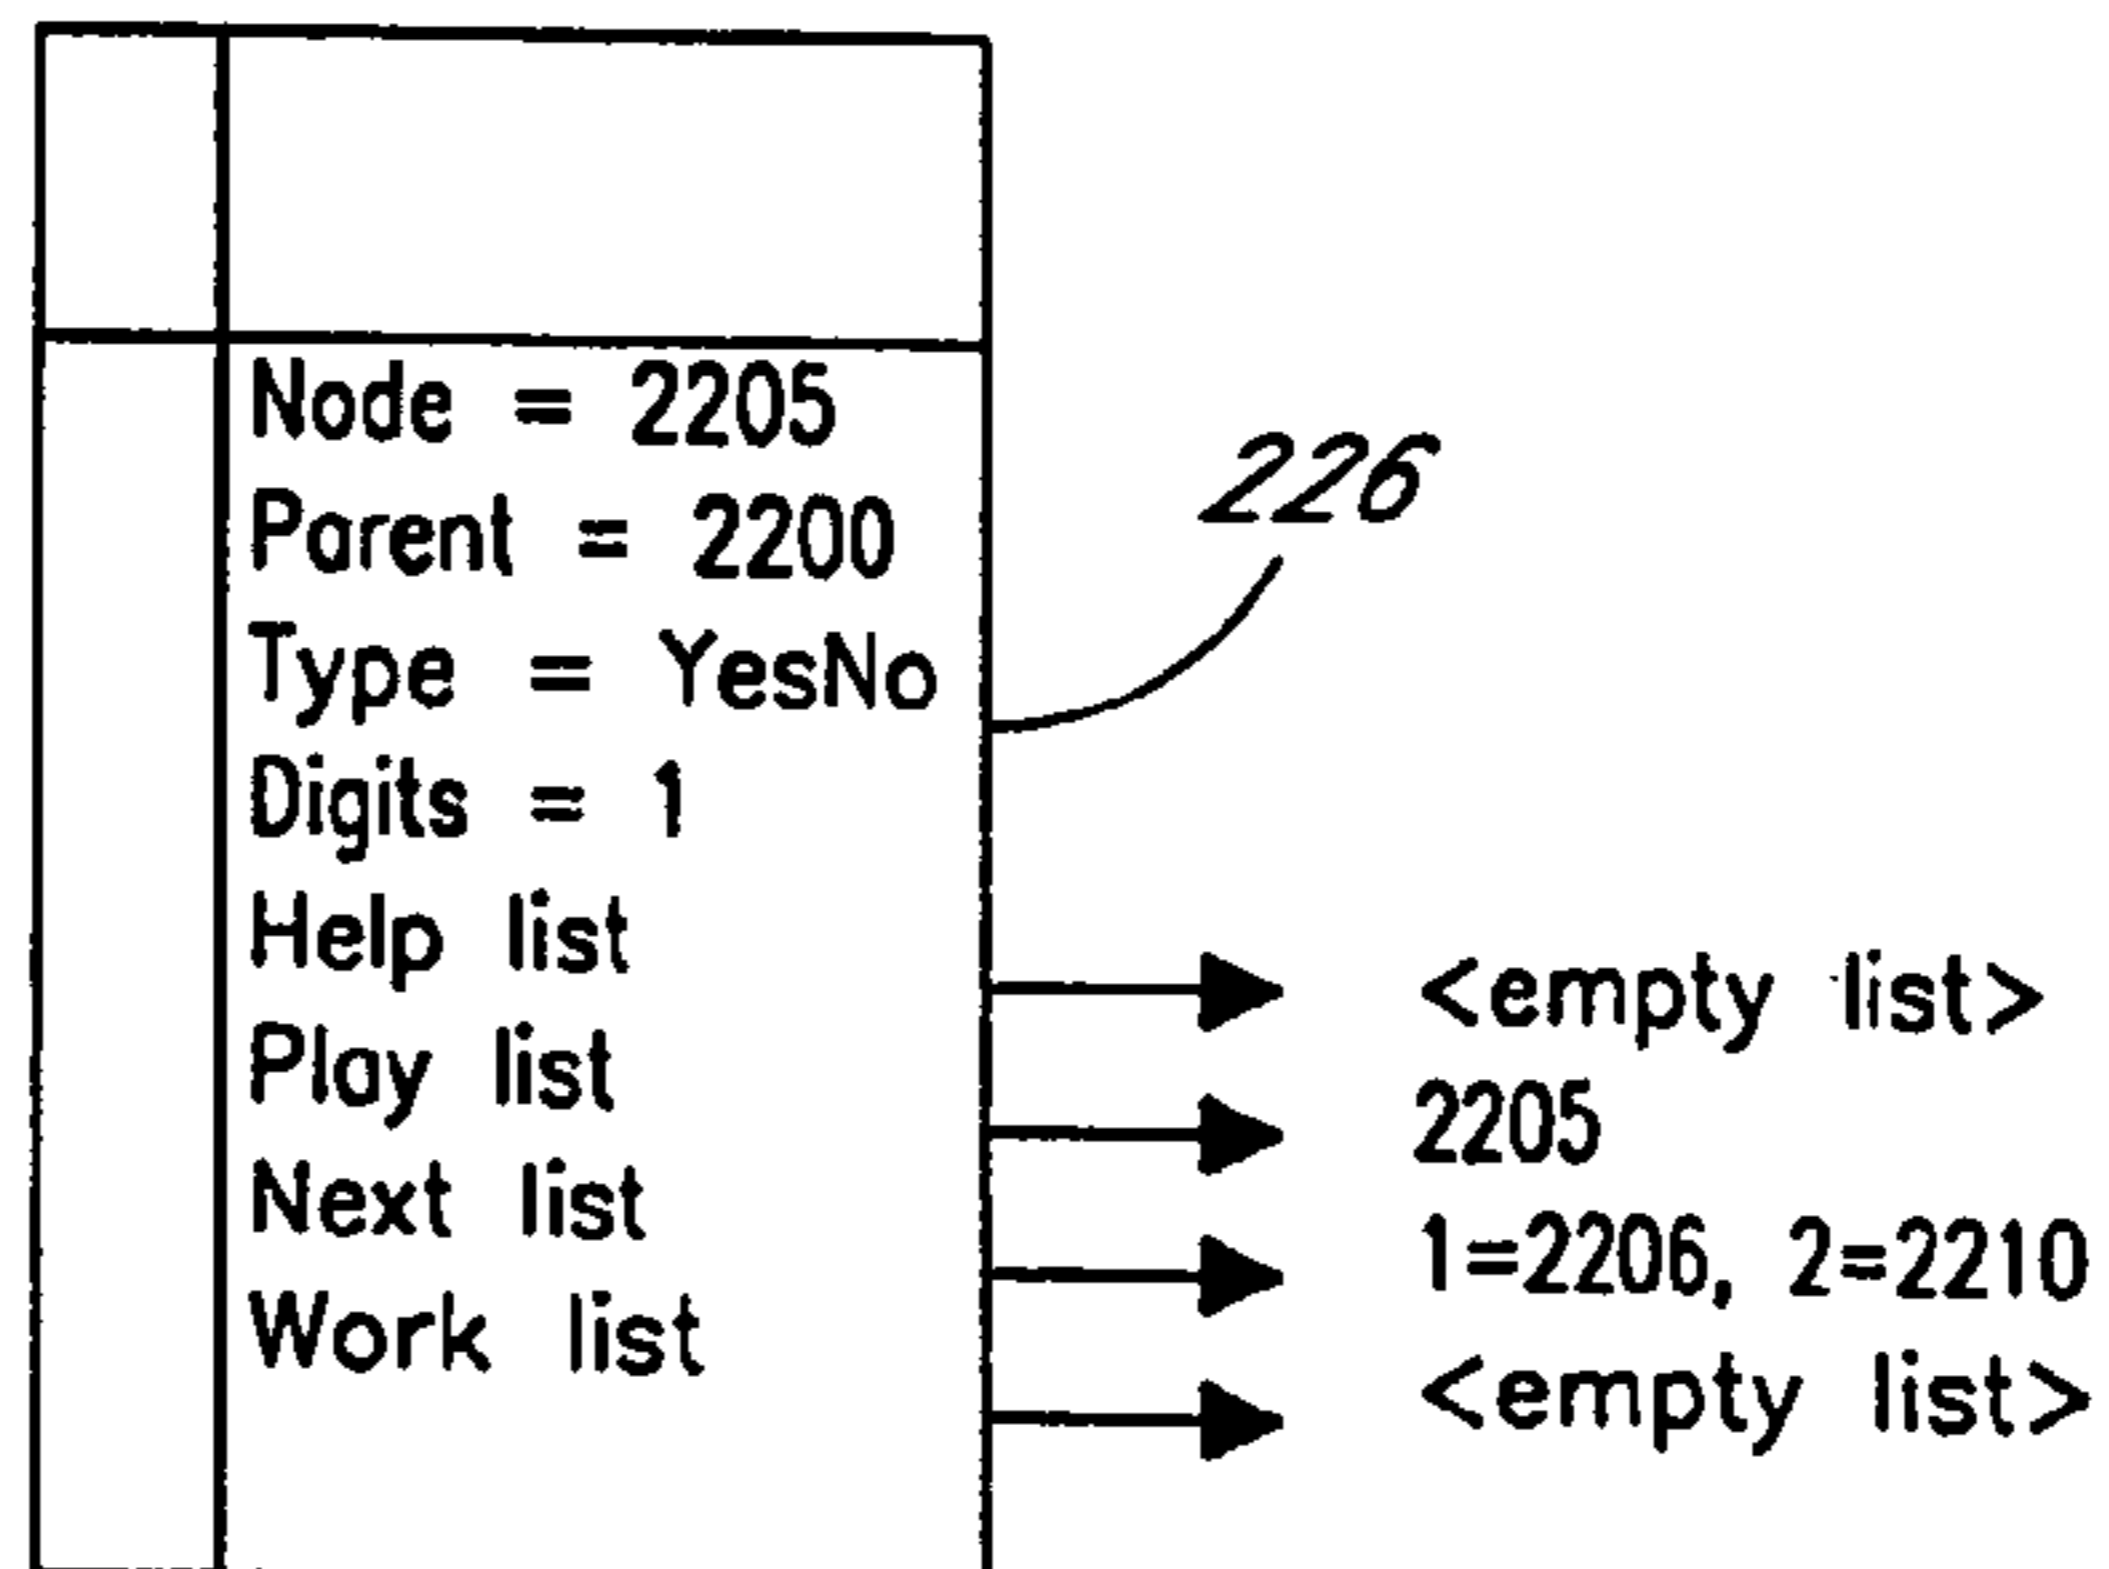 Node = 2205
226
Parent = 2200
Type = YesNo
Digits = 1
Help list
<empty list>
Play list
2205
Next list
1=2206, 2=2210
Work list
<empty list>